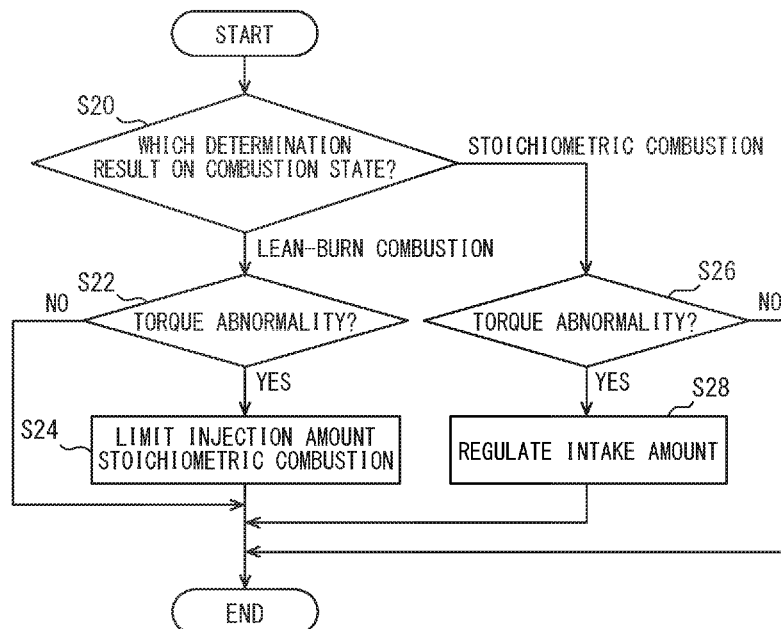 START
S20
WHICH DETERMINATION
RESULT ON COMBUSTION STATE?
STOICHIOMETRIC COMBUSTION
LEAN-BURN COMBUSTION
S22
NO
TORQUE ABNORMALITY?
YES
S26
TORQUE ABNORMALITY?
NO
YES
S24
LIMIT INJECTION AMOUNT
STOICHIOMETRIC COMBUSTION
S28
REGULATE INTAKE AMOUNT
END